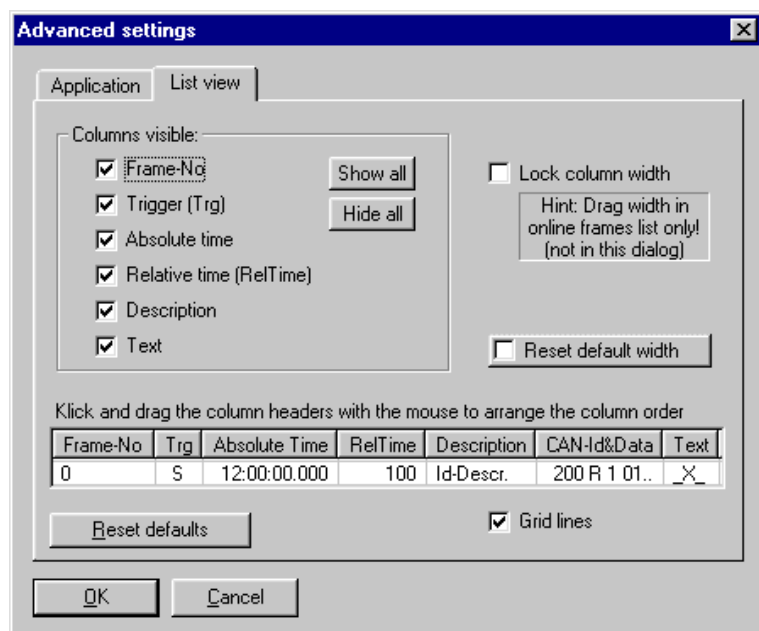 Advanced settings
Application
List view
Columns visible:
Frame-No
Show all
Lock column width
Trigger (Trg)
Hide all
Hint: Drag width in
online frames list only!
(not in this dialog)
Absolute time
Relative time (RelTime)
Description
Text
Reset default width
Klick and drag the column headers with the mouse to arrange the column order
Frame-No Trg Absolute Time RelTime Description CAN-Id&Data Text
0 S 12:00:00.000 100 Id-Descr. 200 R 1 01.. _X_
Reset defaults
Grid lines
OK
Cancel